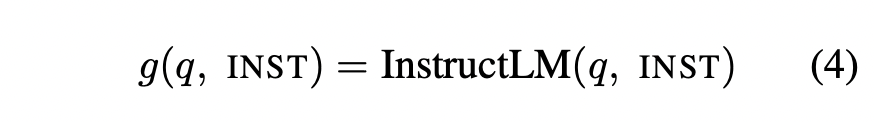 g(q, INST) = InstructLM(q, INST) (4)